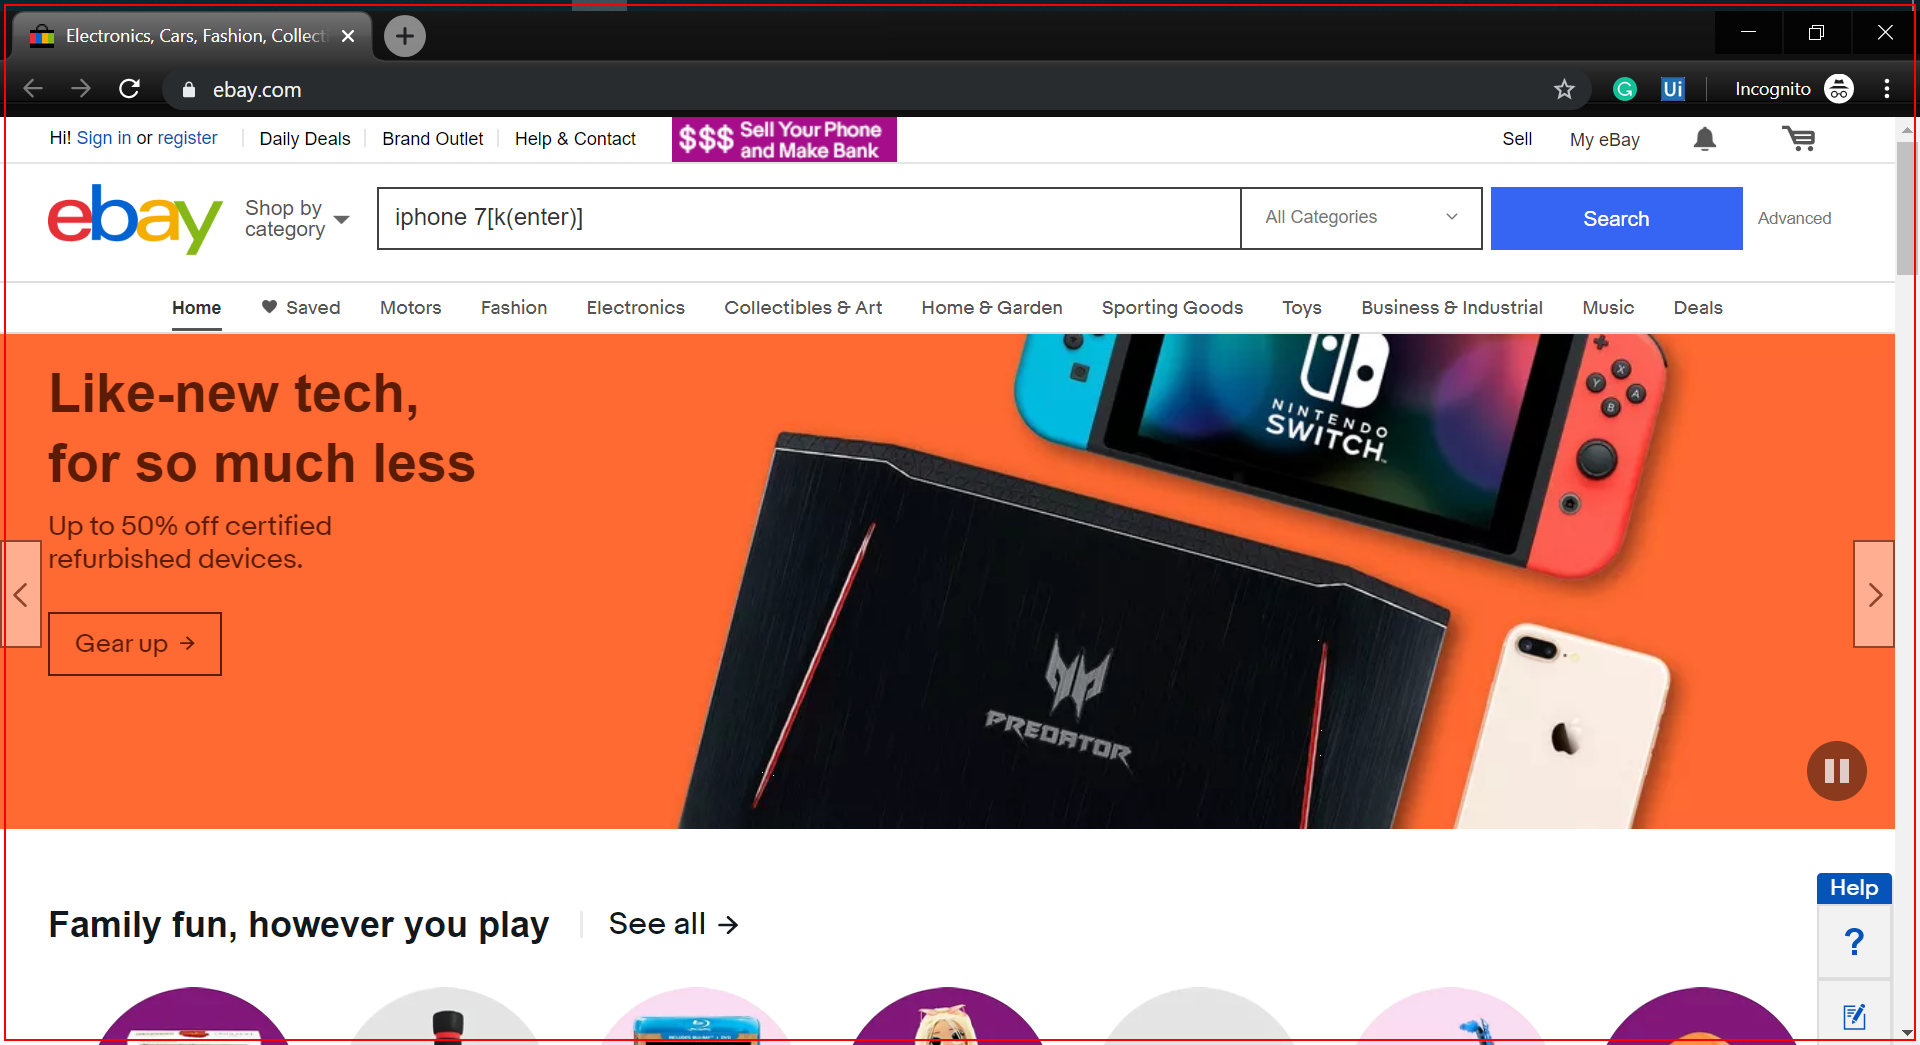 Electronics, Cars, Fashion, Collect
ebay.com
Ui
Incognito
Hi! Sign in or register
Daily Deals
Brand Outlet
Help & Contact
$$$ Sell Your Phone
and Make Bank
Sell
My eBay
ebay
Shop by
category
iphone 7[k(enter)]
All Categories
Search
Advanced
Home
Saved
Motors
Fashion
Electronics
Collectibles & Art
Home & Garden
Sporting Goods
Toys
Business & Industrial
Music
Deals
Like-new tech,
for so much less
Up to 50% off certified
refurbished devices.
Gear up →
NINTENDO
SWITCH
X
Y
A
B
PREDATOR
Help
?
Family fun, however you play
See all →